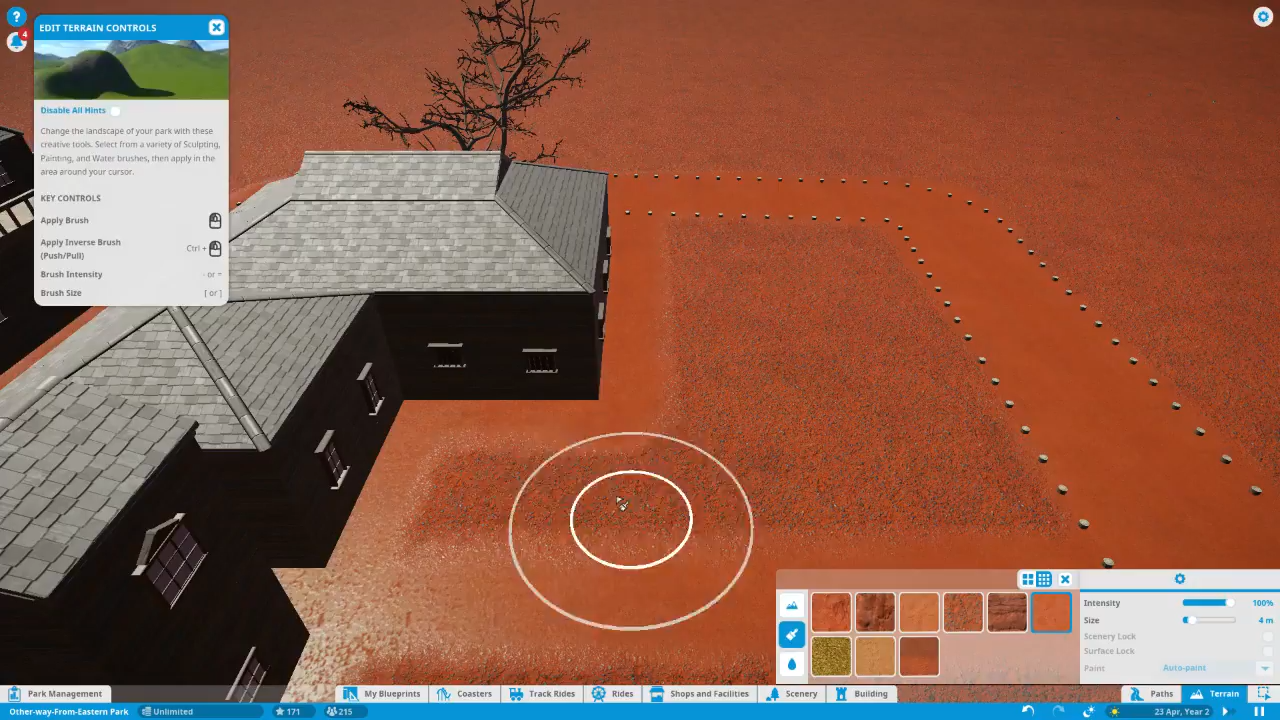 ?
4
EDIT TERRAIN CONTROLS
Disable All Hints
Change the landscape of your park with these
creative tools. Select from a variety of Sculpting,
Painting, and Water brushes, then apply in the
area around your cursor.
KEY CONTROLS
Apply Brush
Apply Inverse Brush
(Push/Pull) Ctrl +
Brush Intensity - or =
Brush Size [ or ]
Intensity 100%
Size 4 m
Scenery Lock
Surface Lock
Paint Auto-paint
Park Management My Blueprints Coasters Track Rides Rides Shops and Facilities Scenery Building Paths Terrain
Other-way-From-Eastern Park Unlimited 171 215 23 Apr, Year 2